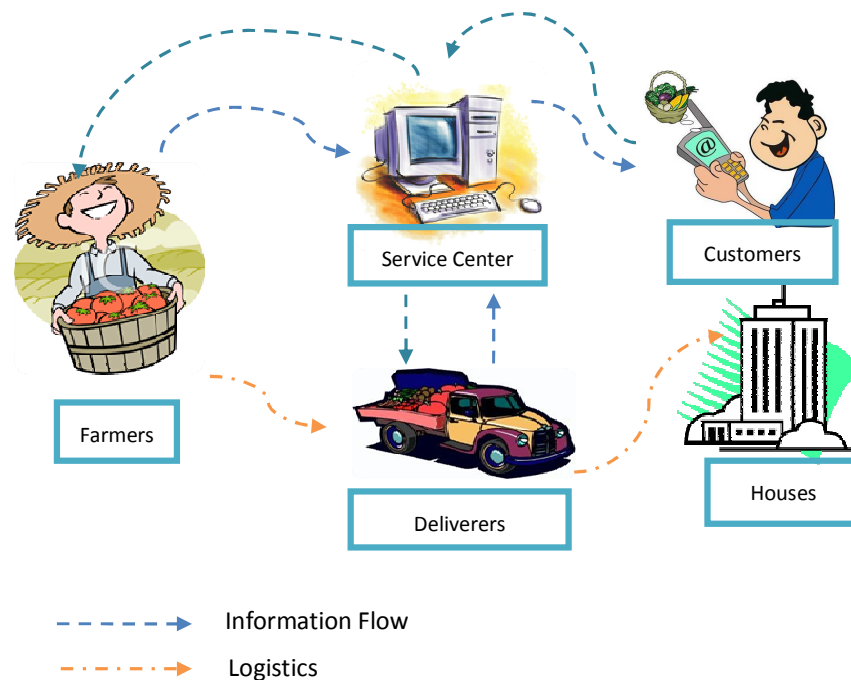 @
Service Center
Customers
Farmers
Deliverers
Houses
Information Flow
Logistics